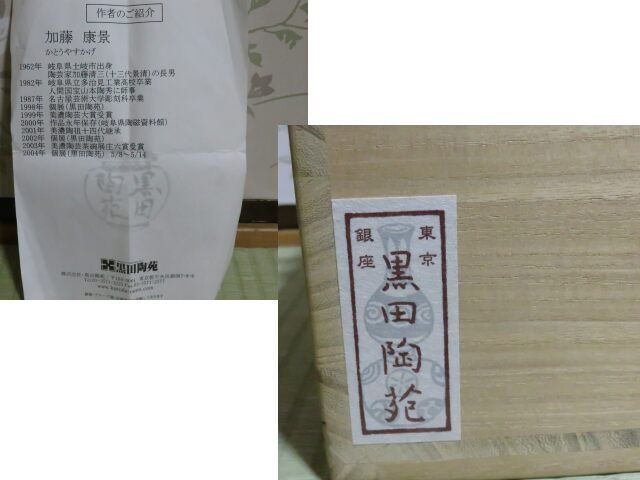 作者のご紹介
加藤 康景
かとうやすかげ
1962年 岐阜県土岐市出身
陶芸家加藤清三(十三代景清)の長男
1982年 岐阜県立多治見工業高校卒業
人間国宝山本陶秀に師事
1987年 名古屋芸術大学彫刻科卒業
1998年 個展(黒田陶苑)
1999年 美濃陶芸大賞受賞
2000年 作品永年保存(岐阜県陶磁資料館)
2001年 美濃陶祖十四代継承
2002年 個展(黒田陶苑)
2003年 美濃陶芸茶碗展庄六賞受賞
2004年 個展(黒田陶苑) 5/8～5/14
黒田陶苑
黒田陶苑
東京
銀座
黒田陶苑